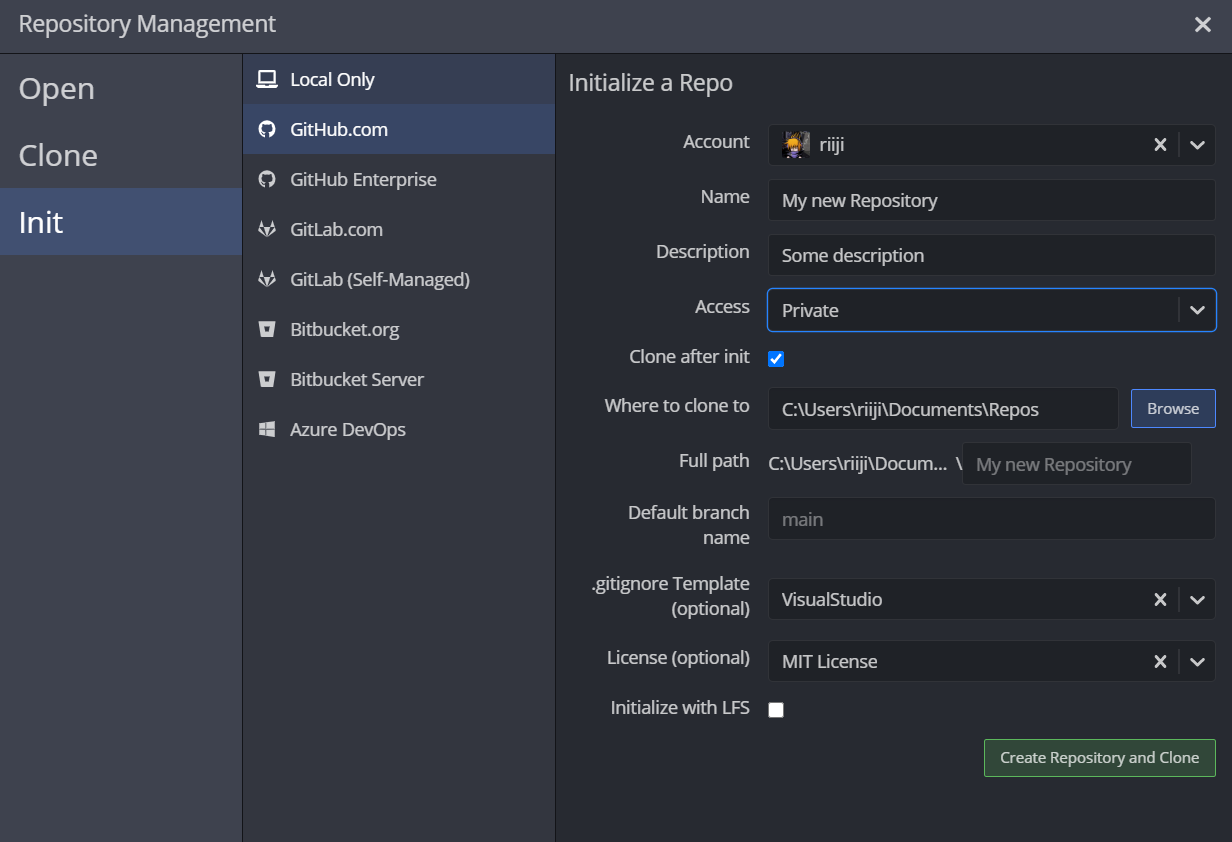 Repository Management
Open
Clone
Init
Local Only
GitHub.com
GitHub Enterprise
GitLab.com
GitLab (Self-Managed)
Bitbucket.org
Bitbucket Server
Azure DevOps
Initialize a Repo
Account riiji
Name My new Repository
Description Some description
Access Private
Clone after init
Where to clone to C:\Users\riiji\Documents\Repos Browse
Full path C:\Users\riiji\Docum... \ My new Repository
Default branch
name
main
.gitignore Template
(optional)
VisualStudio
License (optional) MIT License
Initialize with LFS
Create Repository and Clone